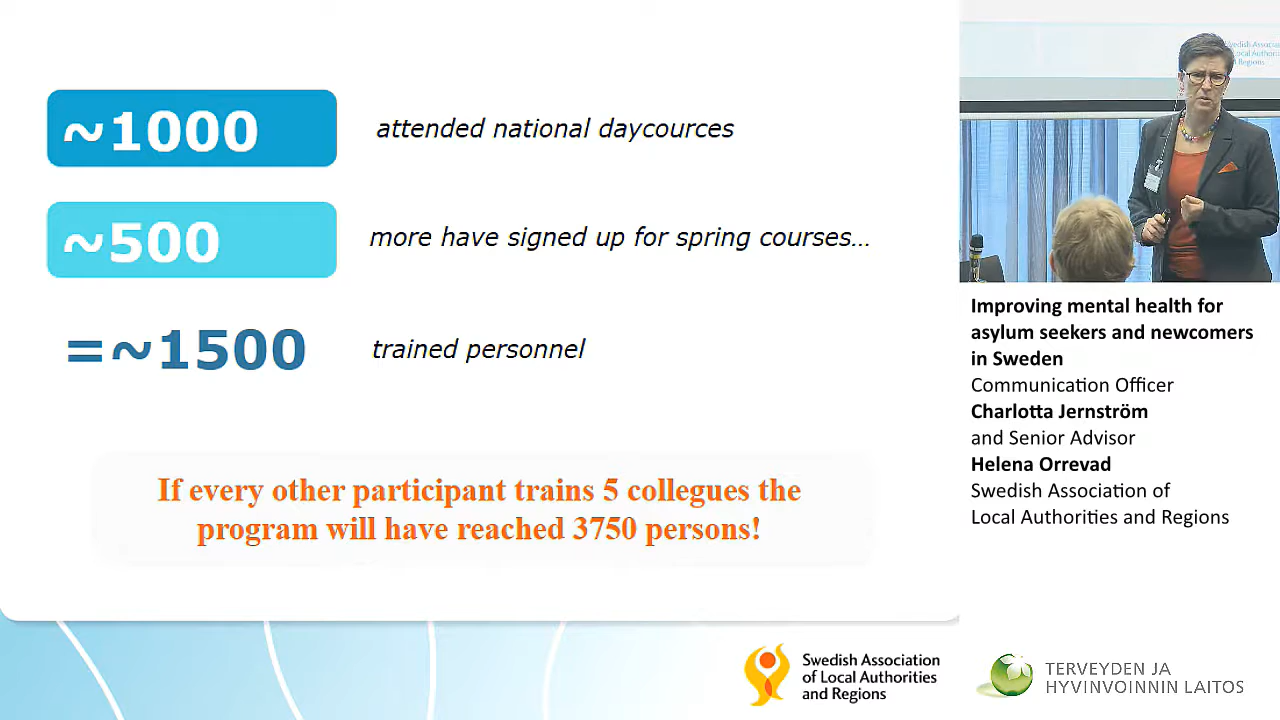 ~1000
attended national daycources
~500
more have signed up for spring courses…
=~1500
trained personnel
If every other participant trains 5 collegues the
program will have reached 3750 persons!
Swedish Association
of Local Authorities
and Regions
Improving mental health for
asylum seekers and newcomers
in Sweden
Communication Officer
Charlotta Jernström
and Senior Advisor
Helena Orrevad
Swedish Association of
Local Authorities and Regions
TERVEYDEN JA
HYVINVOINNIN LAITOS